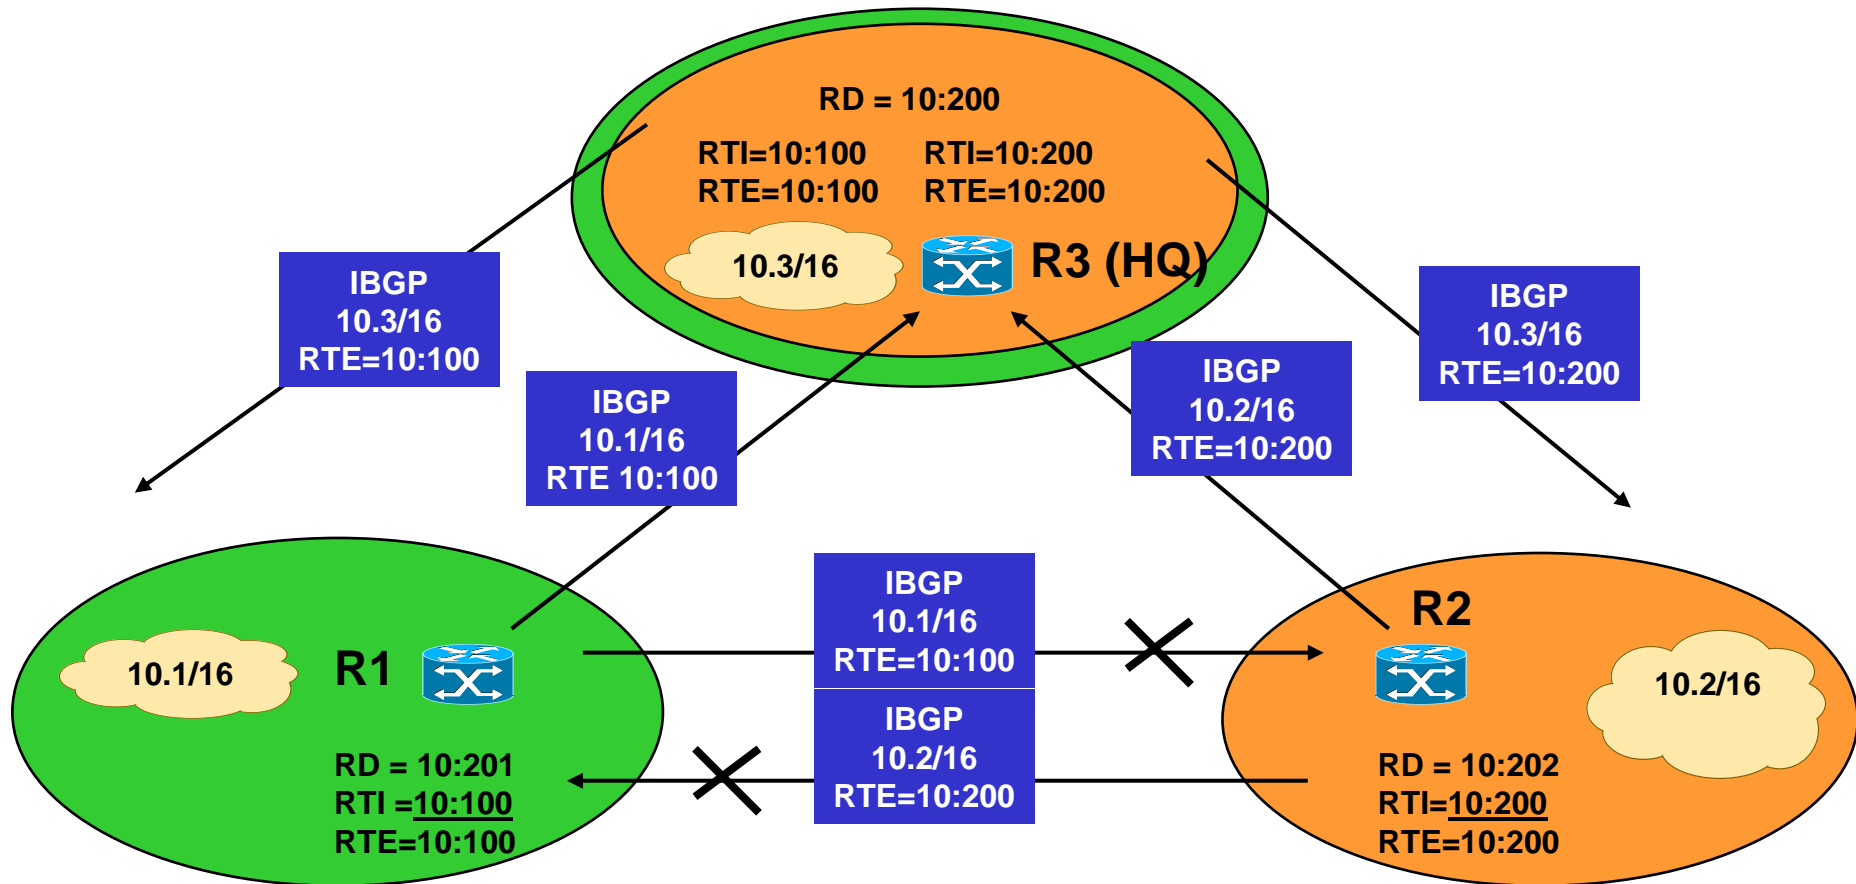 RD = 10:200
RTI=10:100
RTE=10:100
RTI=10:200
RTE=10:200
10.3/16
R3 (HQ)
IBGP
10.3/16
RTE=10:100
IBGP
10.1/16
RTE 10:100
IBGP
10.2/16
RTE=10:200
IBGP
10.3/16
RTE=10:200
10.1/16
R1
RD = 10:201
RTI =10:100
RTE=10:100
IBGP
10.1/16
RTE=10:100
IBGP
10.2/16
RTE=10:200
R2
10.2/16
RD = 10:202
RTI=10:200
RTE=10:200